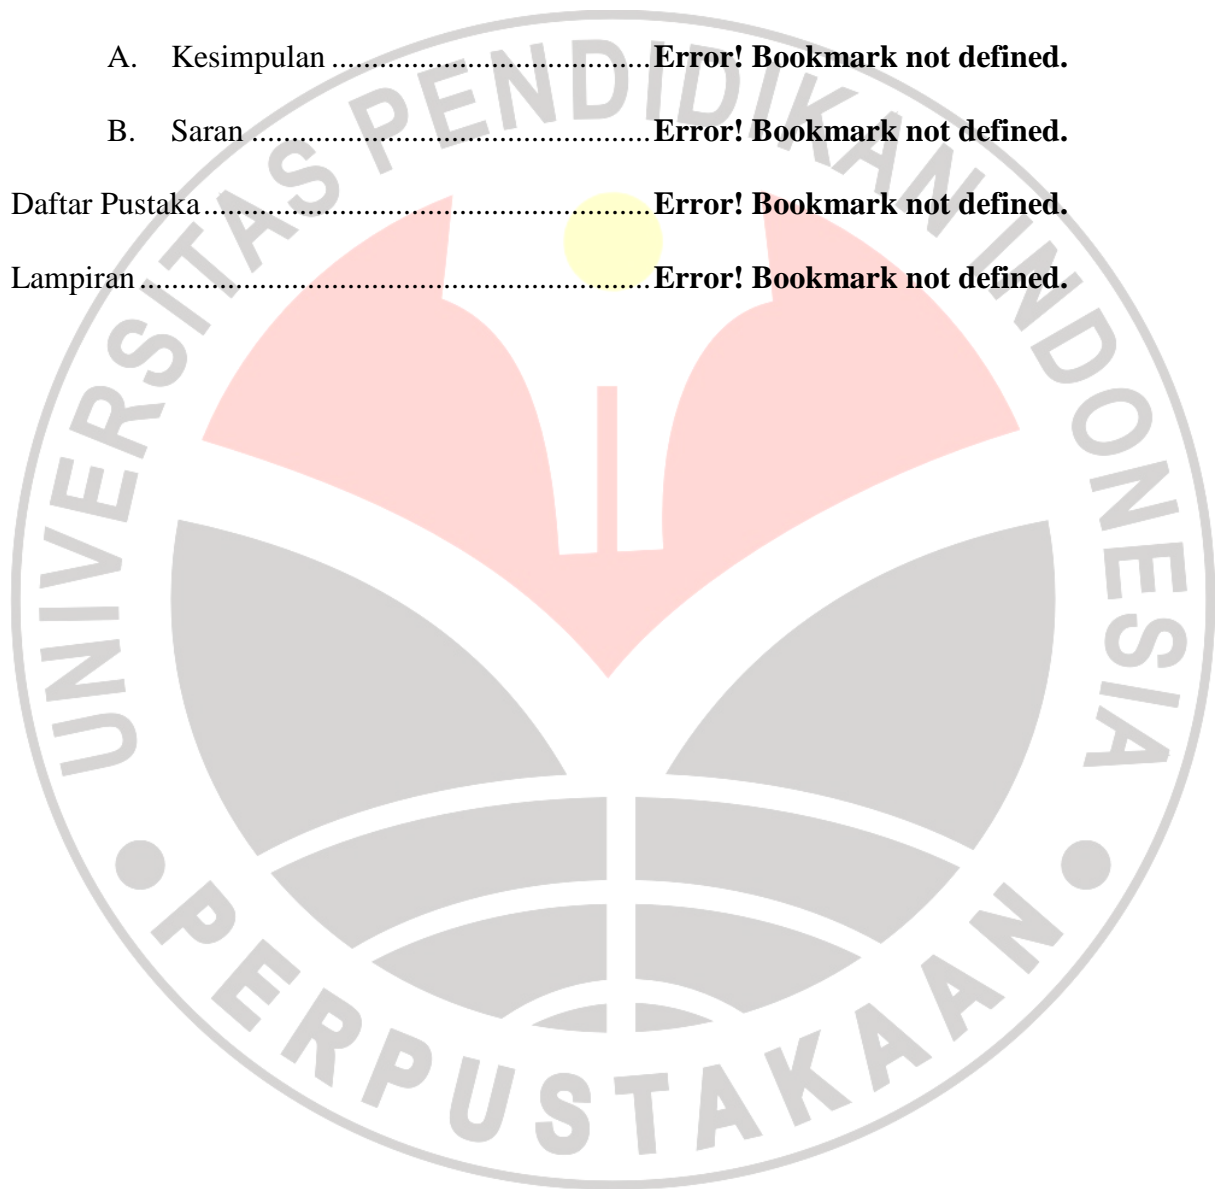 A. Kesimpulan ........................................ Error! Bookmark not defined.
B. Saran .................................................. Error! Bookmark not defined.
Daftar Pustaka ........................................................ Error! Bookmark not defined.
Lampiran ................................................................ Error! Bookmark not defined.
UNIVERSITAS PENDIDIKAN INDONESIA
PERPUSTAKAAN